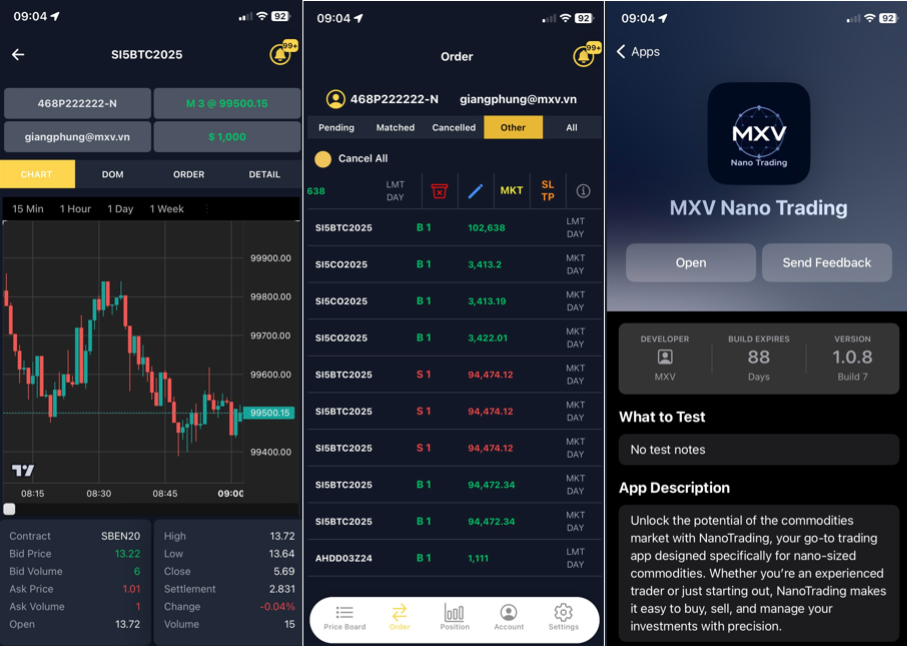 09:04
92
SI5BTC2025
99+
468P222222-N
M 3 @ 99500.15
giangphung@mxv.vn
$ 1,000
CHART
DOM
ORDER
DETAIL
15 Min
1 Hour
1 Day
1 Week
99900.00
99800.00
99700.00
99600.00
99500.15
99400.00
08:15
08:30
08:45
09:00
Contract SBEN20
Bid Price 13.22
Bid Volume 6
Ask Price 1.01
Ask Volume 1
Open 13.72
High 13.72
Low 13.64
Close 5.69
Settlement 2.831
Change -0.04%
Volume 15
09:04
92
Order
99+
468P222222-N giangphung@mxv.vn
Pending
Matched
Cancelled
Other
All
Cancel All
638
LMT
DAY
MKT
SL
TP
SI5BTC2025 B 1 102,638 LMT
DAY
SI5CO2025 B 1 3,413.2 MKT
DAY
SI5CO2025 B 1 3,413.19 MKT
DAY
SI5CO2025 B 1 3,422.01 MKT
DAY
SI5BTC2025 S 1 94,474.12 MKT
DAY
SI5BTC2025 S 1 94,474.12 MKT
DAY
SI5BTC2025 S 1 94,474.12 MKT
DAY
SI5BTC2025 B 1 94,472.34 MKT
DAY
SI5BTC2025 B 1 94,472.34 MKT
DAY
AHDD03Z24 B 1 1,111 LMT
DAY
Price Board
Order
Position
Account
Settings
09:04
92
Apps
MXV
Nano Trading
MXV Nano Trading
Open
Send Feedback
DEVELOPER
MXV
BUILD EXPIRES
88
Days
VERSION
1.0.8
Build 7
What to Test
No test notes
App Description
Unlock the potential of the commodities
market with NanoTrading, your go-to trading
app designed specifically for nano-sized
commodities. Whether you're an experienced
trader or just starting out, NanoTrading makes
it easy to buy, sell, and manage your
investments with precision.